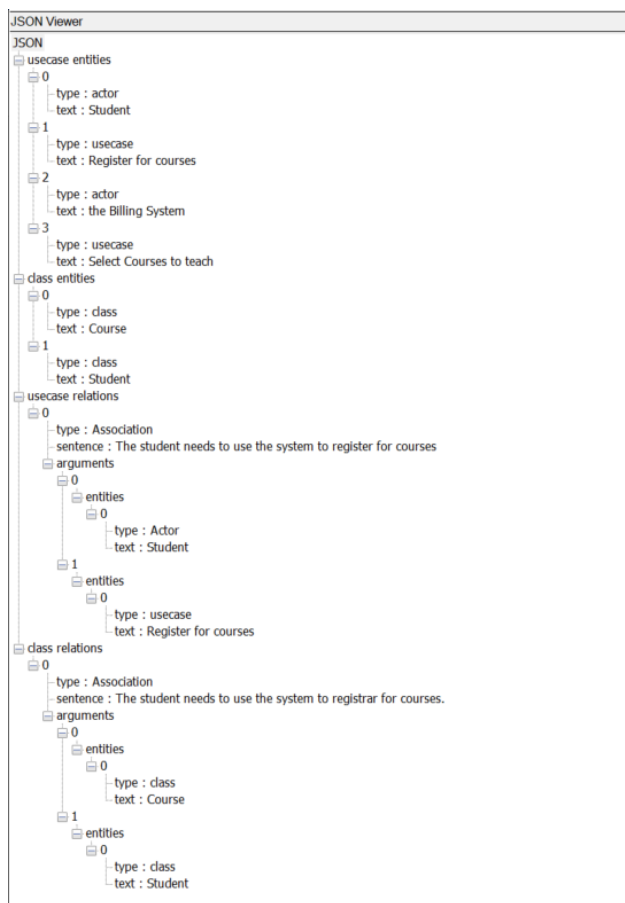 JSON Viewer
JSON
usecase entities
0
type : actor
text : Student
1
type : usecase
text : Register for courses
2
type : actor
text : the Billing System
3
type : usecase
text : Select Courses to teach
class entities
0
type : class
text : Course
1
type : class
text : Student
usecase relations
0
type : Association
sentence : The student needs to use the system to register for courses
arguments
0
entities
0
type : Actor
text : Student
1
entities
0
type : usecase
text : Register for courses
class relations
0
type : Association
sentence : The student needs to use the system to registrar for courses.
arguments
0
entities
0
type : class
text : Course
1
entities
0
type : class
text : Student